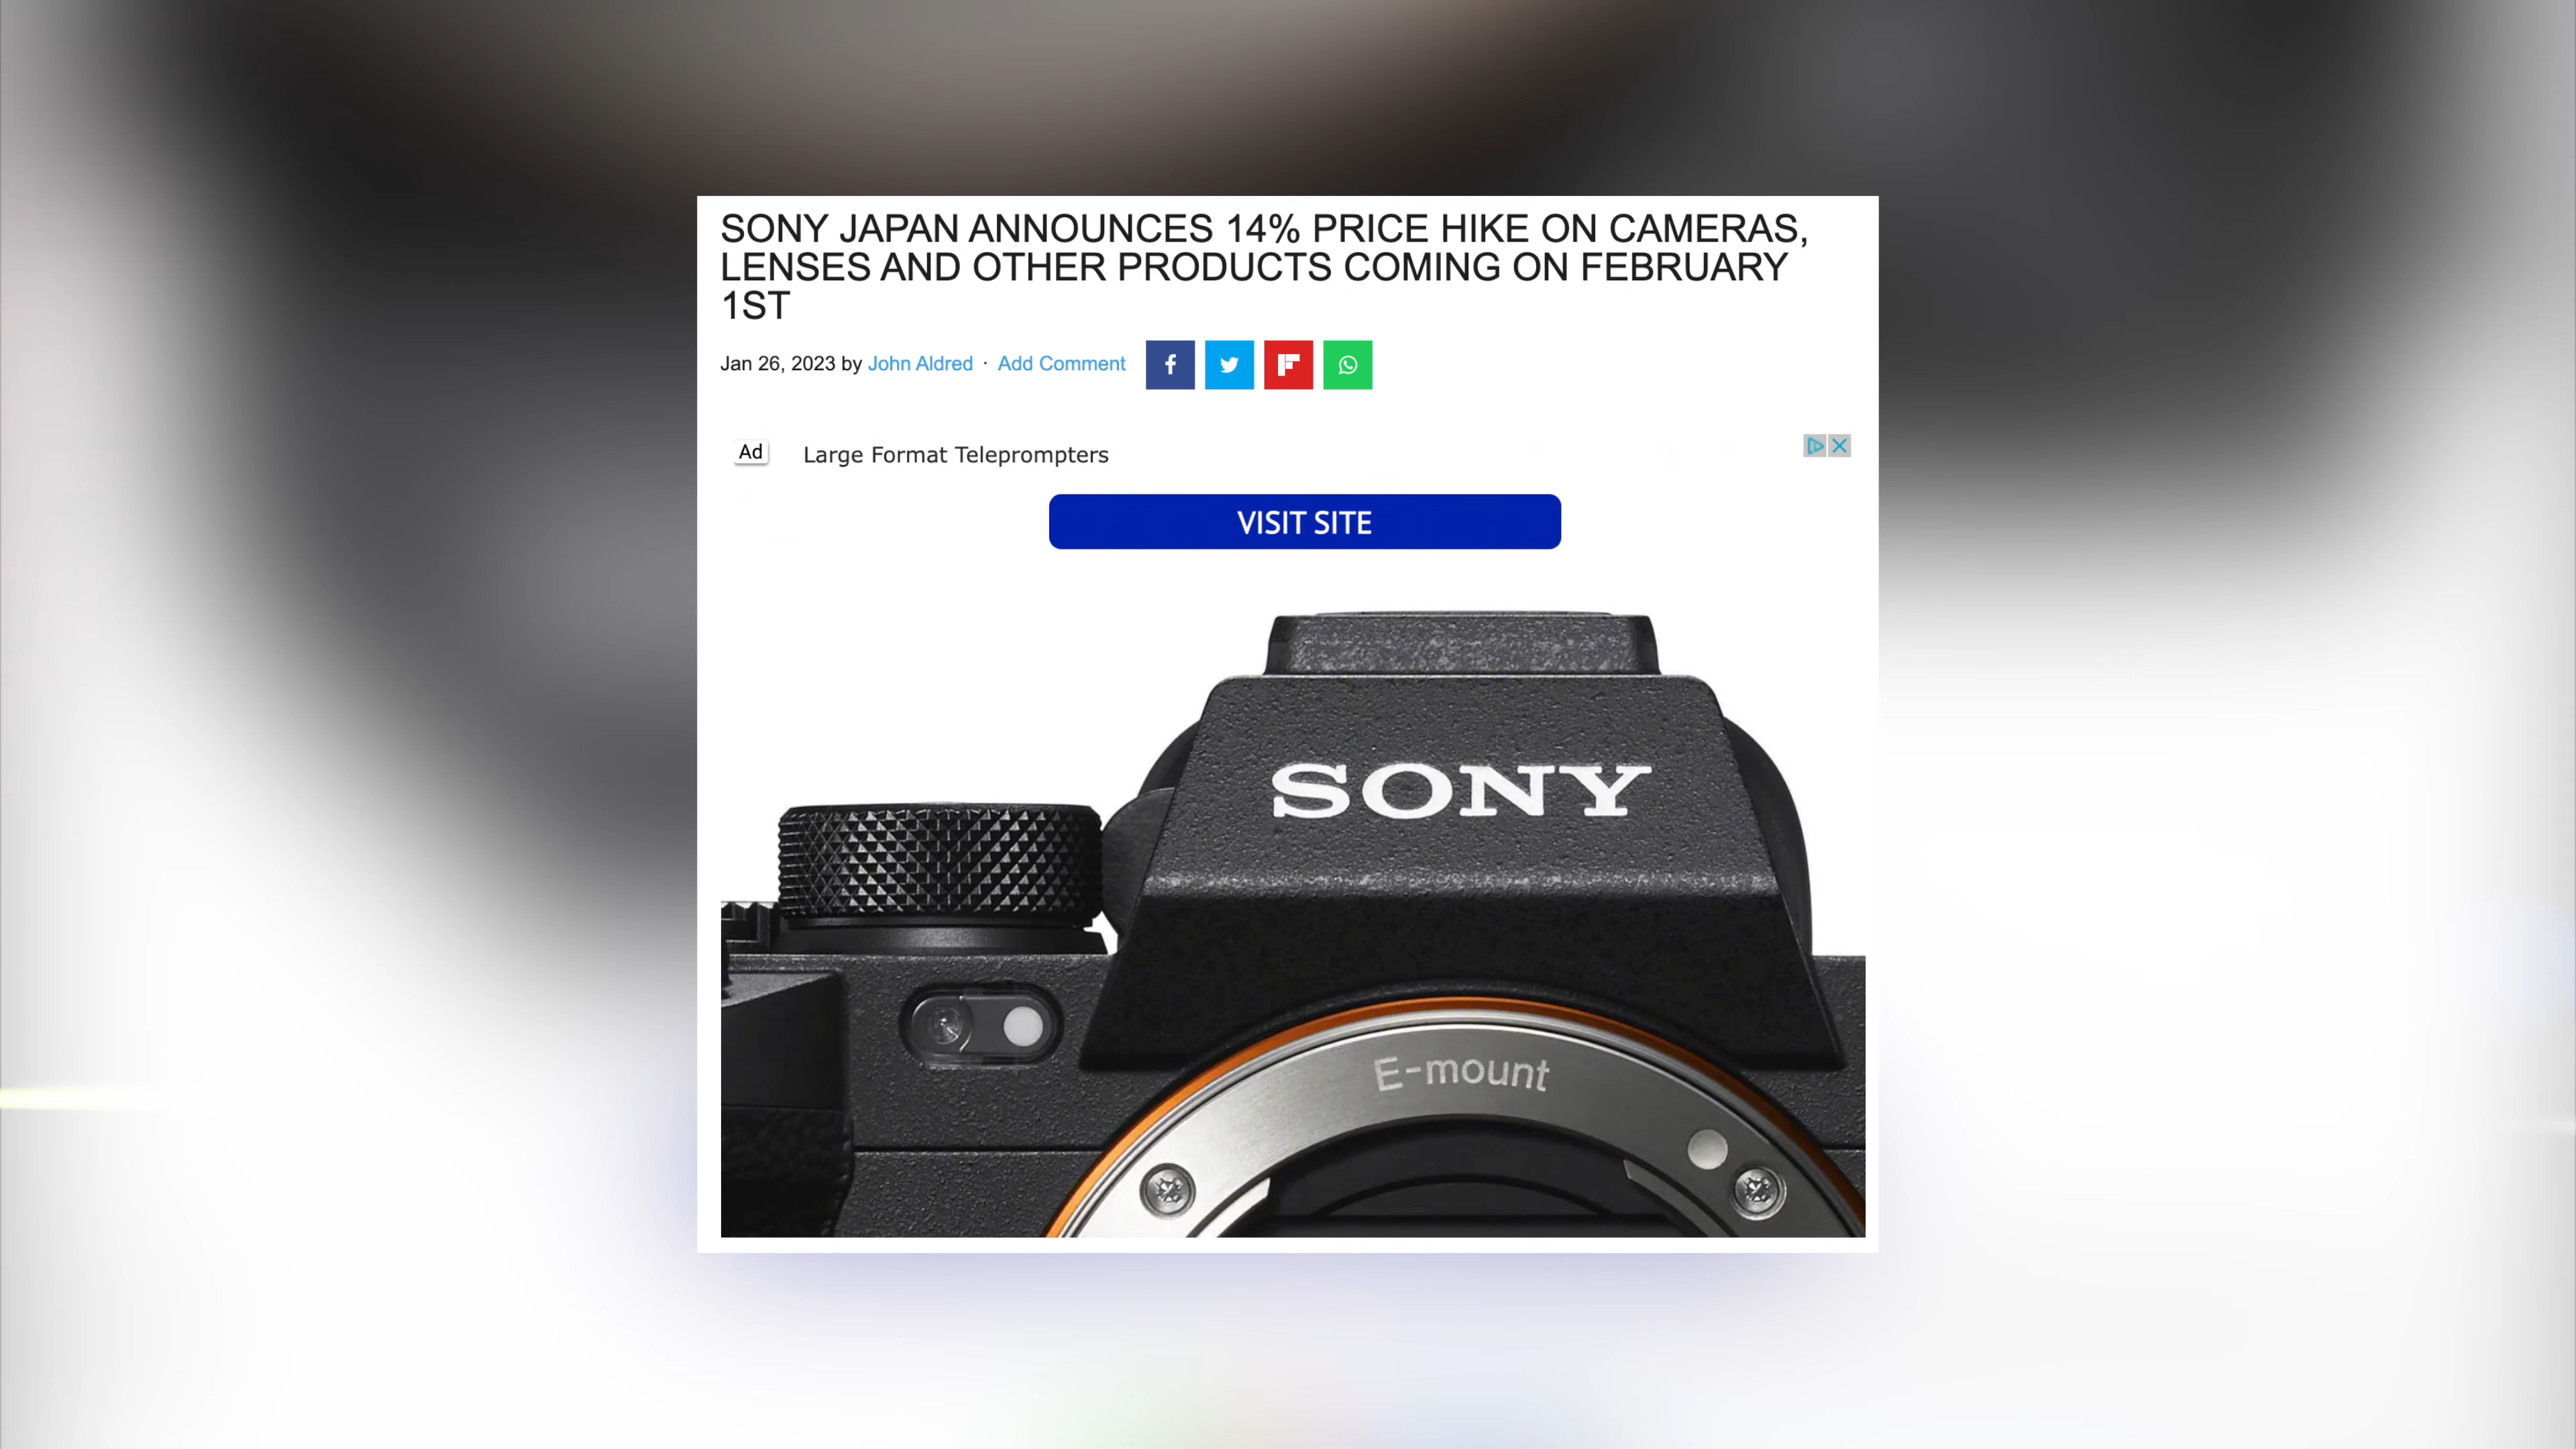 SONY JAPAN ANNOUNCES 14% PRICE HIKE ON CAMERAS,
LENSES AND OTHER PRODUCTS COMING ON FEBRUARY
1ST
Jan 26, 2023 by John Aldred · Add Comment
Ad Large Format Teleprompters
VISIT SITE
SONY
E-mount